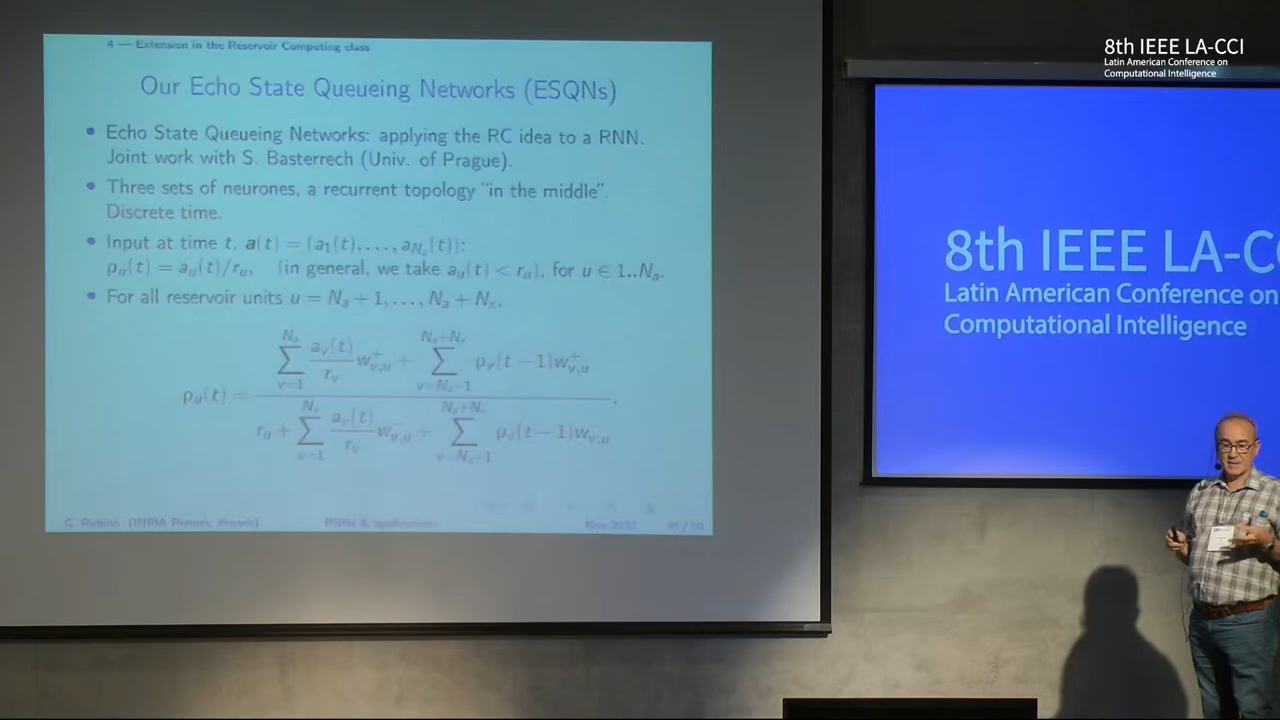 4 — Extension in the Reservoir Computing class
Our Echo State Queueing Networks (ESQNs)
• Echo State Queueing Networks: applying the RC idea to a RNN.
Joint work with S. Basterrech (Univ. of Prague).
• Three sets of neurones, a recurrent topology "in the middle".
Discrete time.
• Input at time t, a(t) = (a₁(t), . . . , a_{Nₐ}(t)):
ρᵤ(t) = aᵤ(t)/rᵤ, (in general, we take aᵤ(t) < rᵤ), for u ∈ 1..Nₐ.
• For all reservoir units u = Nₐ + 1, . . . , Nₐ + Nₓ,
Nov 2022
8th IEEE LA-CCI
Latin American Conference on
Computational Intelligence
8th IEEE LA-C
Latin American Conference on
Computational Intelligence